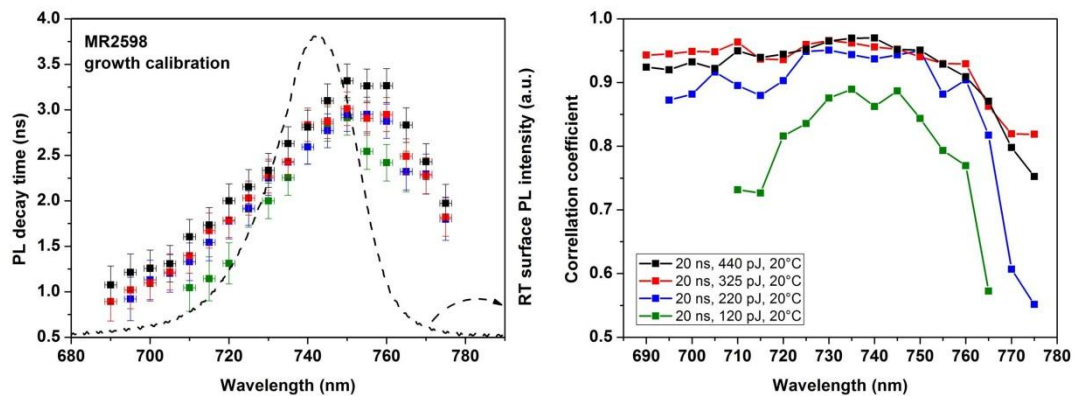 MR2598
growth calibration
4.0
3.5
3.0
2.5
2.0
1.5
1.0
0.5
PL decay time (ns)
680 700 720 740 760 780
Wavelength (nm)
RT surface PL intensity (a.u.)
1.0
0.9
0.8
0.7
0.6
0.5
Correllation coefficient
20 ns, 440 pJ, 20°C
20 ns, 325 pJ, 20°C
20 ns, 220 pJ, 20°C
20 ns, 120 pJ, 20°C
690 700 710 720 730 740 750 760 770 780
Wavelength (nm)